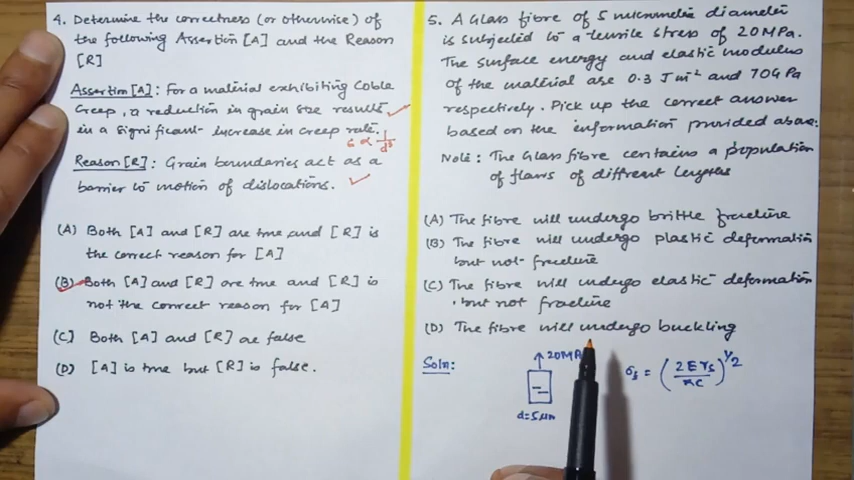 4. Determine the correctness (or otherwise) of
the following Assertion [A] and the Reason
[R]
Assertion [A]: For a material exhibiting Coble
Creep, a reduction in grain size results
in a significant increase in creep rate.
ε̇ ∝ 1/d³
Reason [R]: Grain boundaries act as a
barrier to motion of dislocations.
(A) Both [A] and [R] are true and [R] is
the correct reason for [A]
(B) Both [A] and [R] are true and [R] is
not the correct reason for [A]
(C) Both [A] and [R] are false
(D) [A] is true but [R] is false.
5. A Glass fibre of 5 micrometre diameter
is subjected to a tensile stress of 20 MPa.
The surface energy and elastic modulus
of the material are 0.3 J m⁻² and 70 GPa
respectively. Pick up the correct answer
based on the information provided above:
Note: The Glass fibre contains a population
of flaws of different lengths
(A) The fibre will undergo brittle fracture
(B) The fibre will undergo plastic deformation
but not fracture
(C) The fibre will undergo elastic deformation
but not fracture
(D) The fibre will undergo buckling
Soln:
20MPa
d=5μm
σf = (2Eγs/πc)^1/2